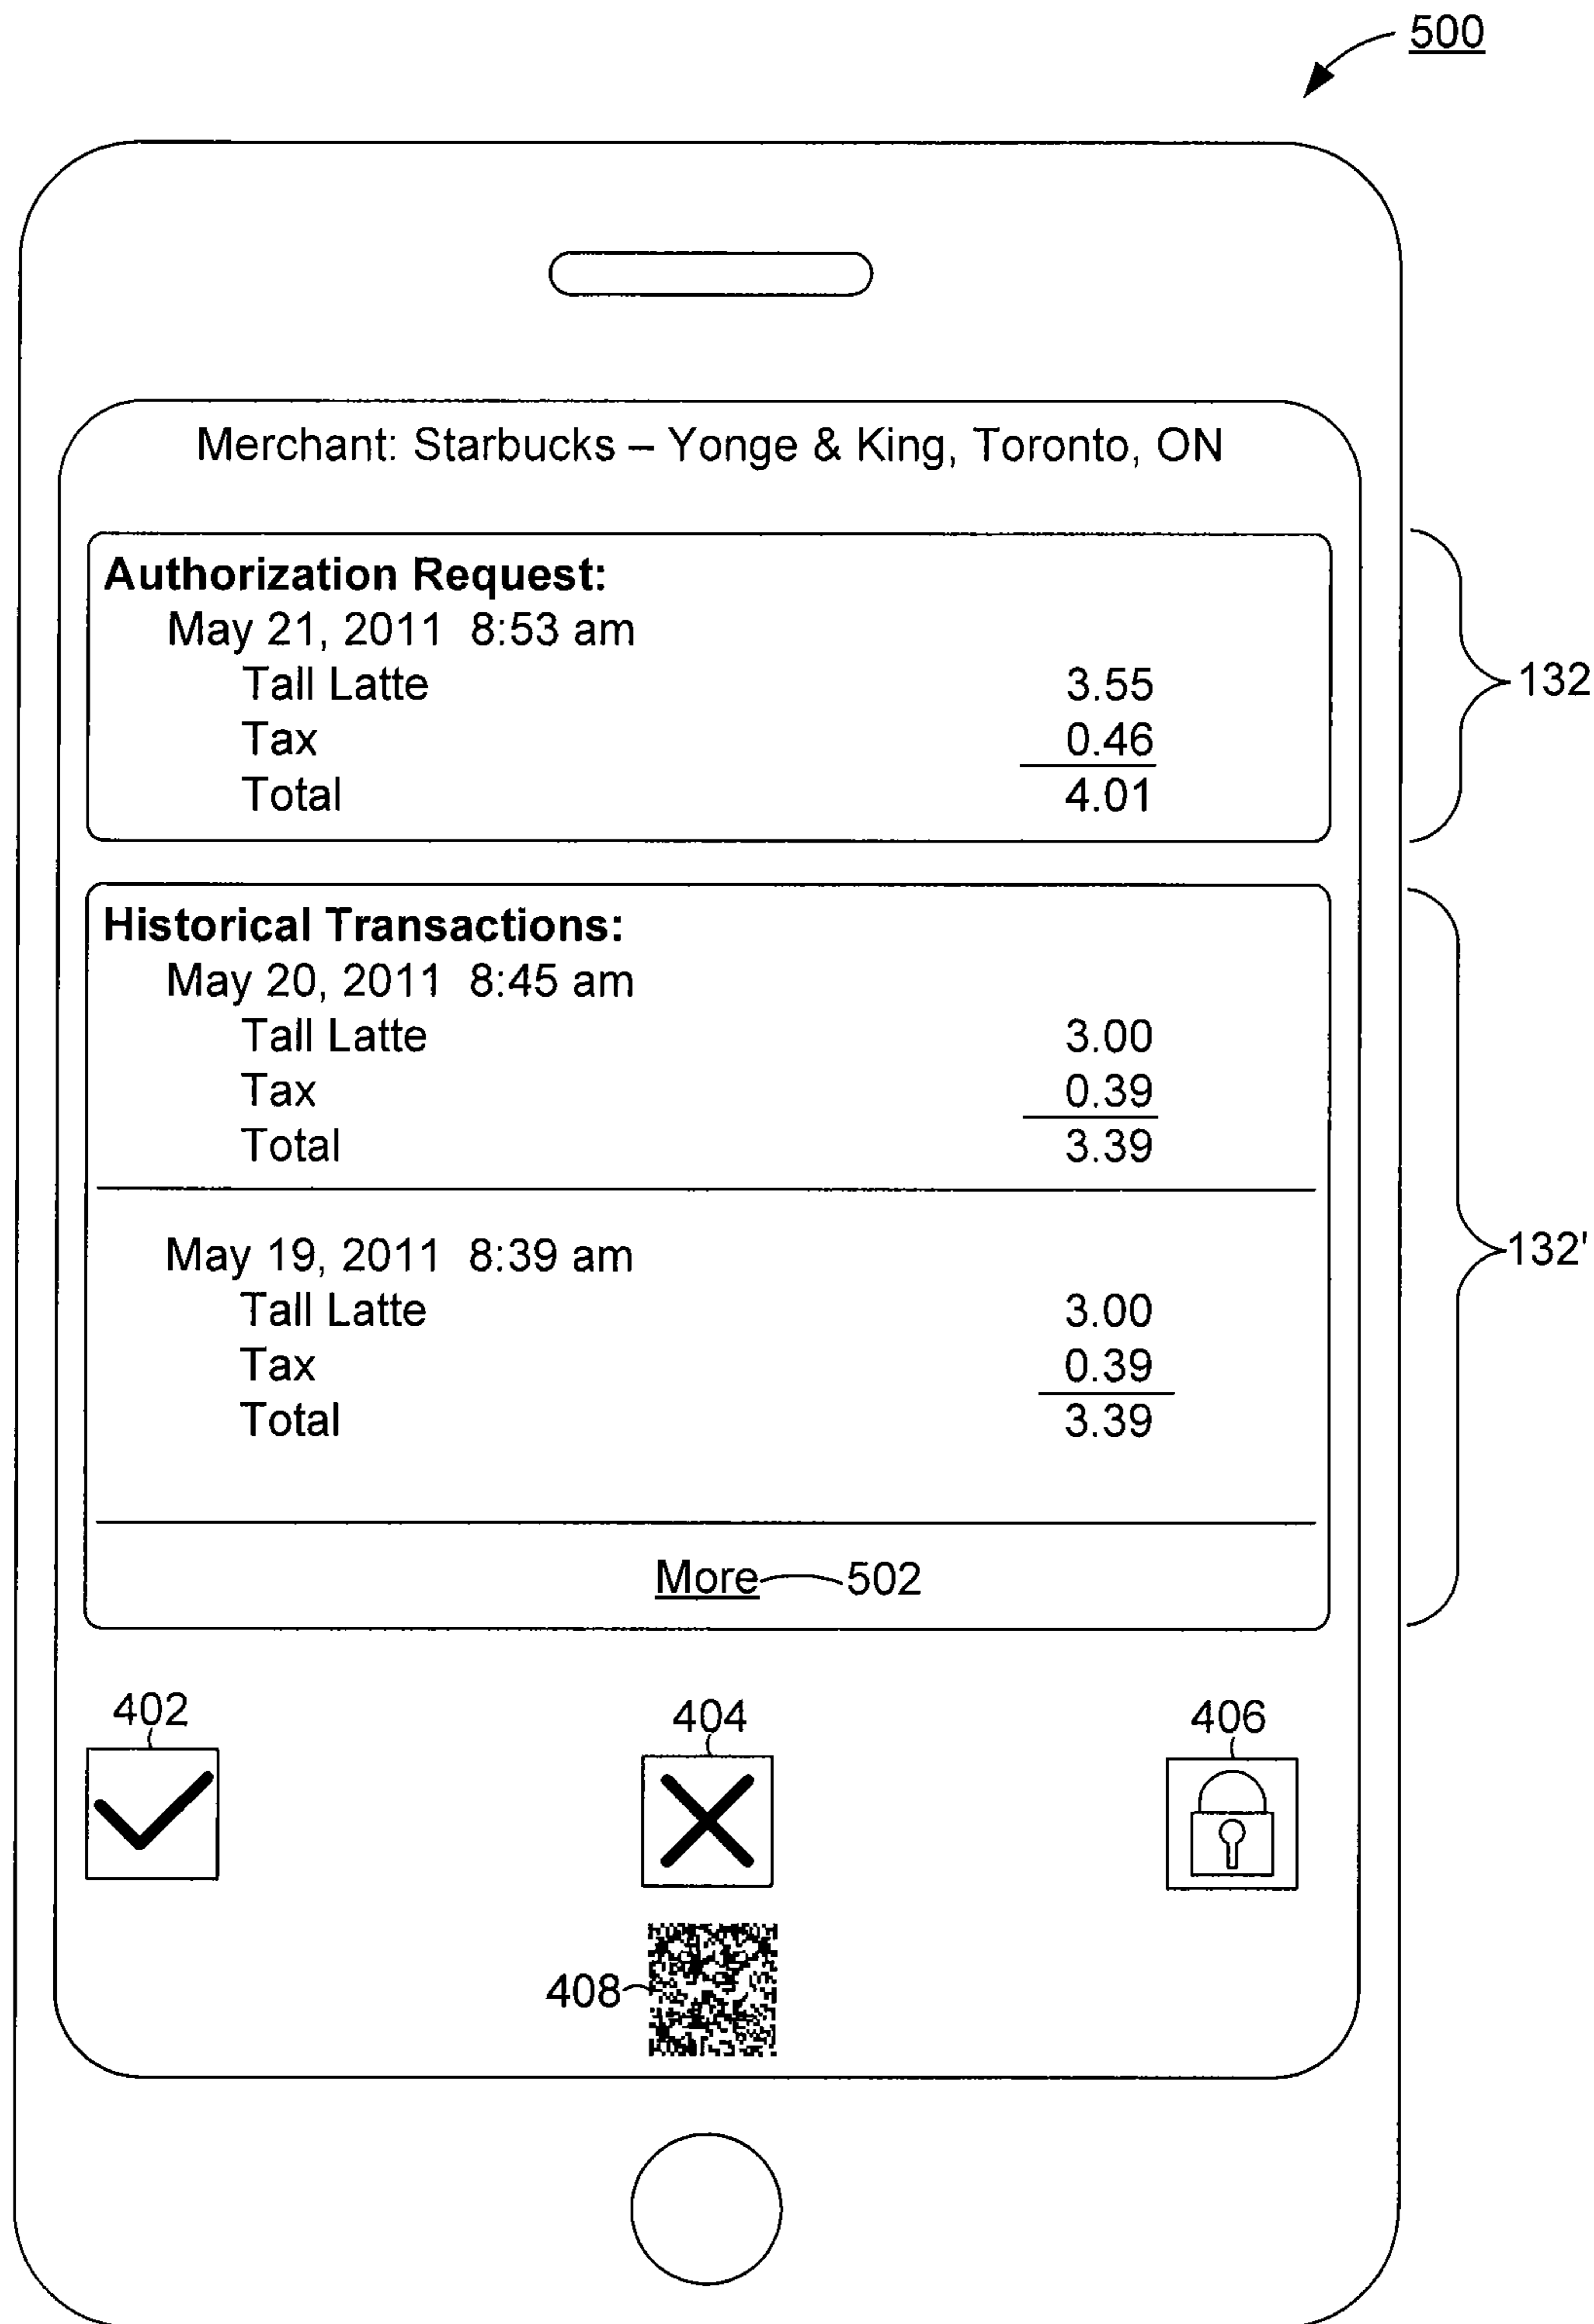 500
Merchant: Starbucks – Yonge & King, Toronto, ON
Authorization Request:
May 21, 2011 8:53 am
Tall Latte 3.55
Tax 0.46
Total 4.01
132
Historical Transactions:
May 20, 2011 8:45 am
Tall Latte 3.00
Tax 0.39
Total 3.39
May 19, 2011 8:39 am
Tall Latte 3.00
Tax 0.39
Total 3.39
132'
More 502
402 404 406
408